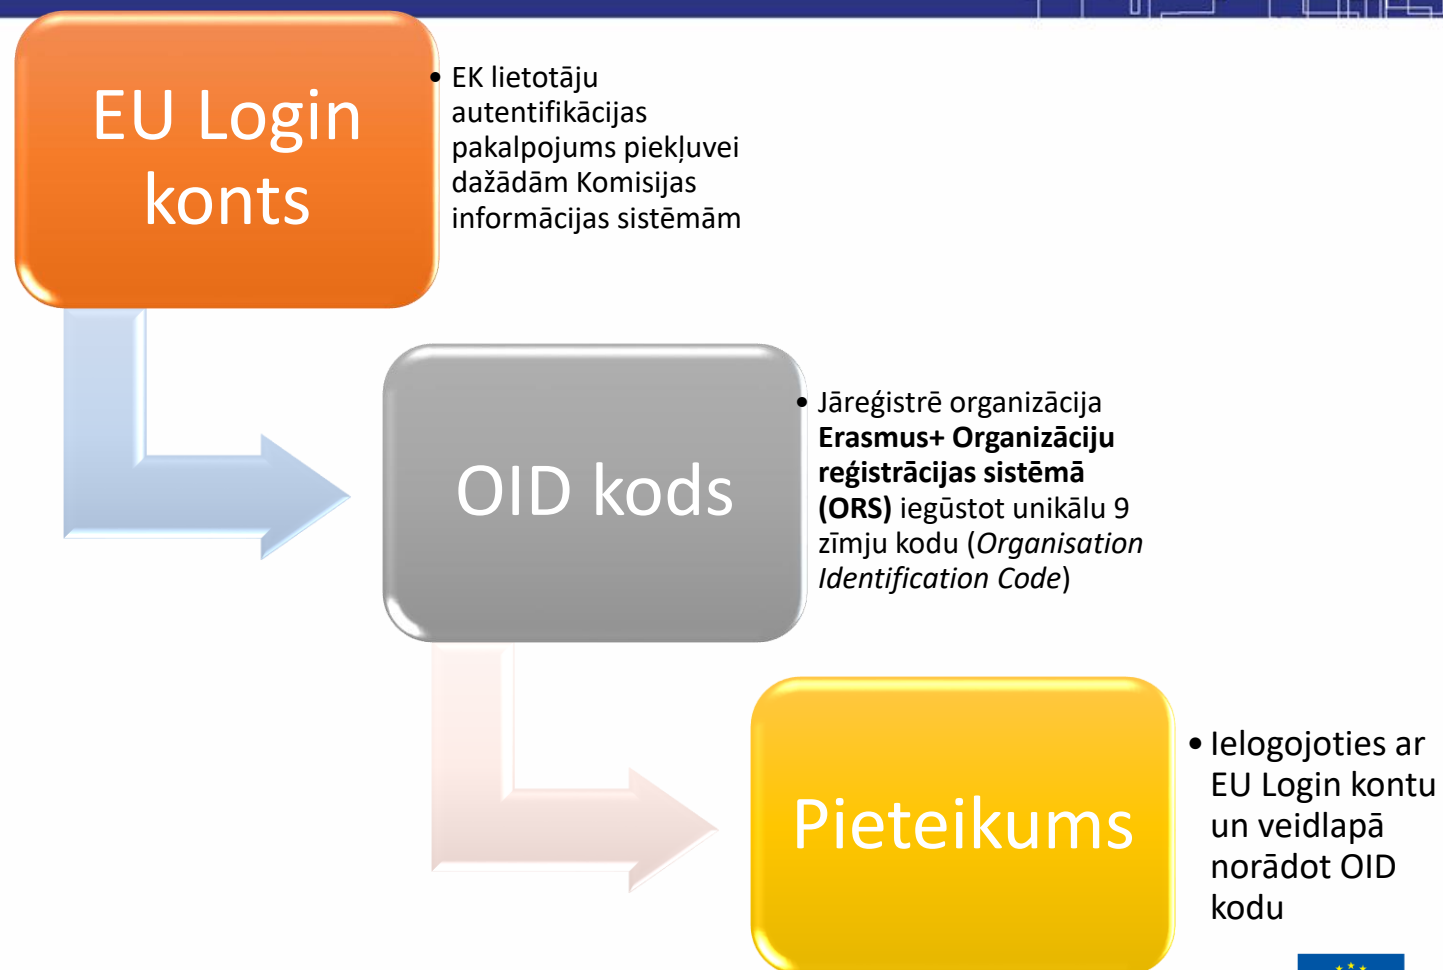 EU Login
konts
• EK lietotāju
autentifikācijas
pakalpojums piekļuvei
dažādām Komisijas
informācijas sistēmām
OID kods
• Jāreģistrē organizācija
Erasmus+ Organizāciju
reģistrācijas sistēmā
(ORS) iegūstot unikālu 9
zīmju kodu (Organisation
Identification Code)
Pieteikums
• Ielogojoties ar
EU Login kontu
un veidlapā
norādot OID
kodu